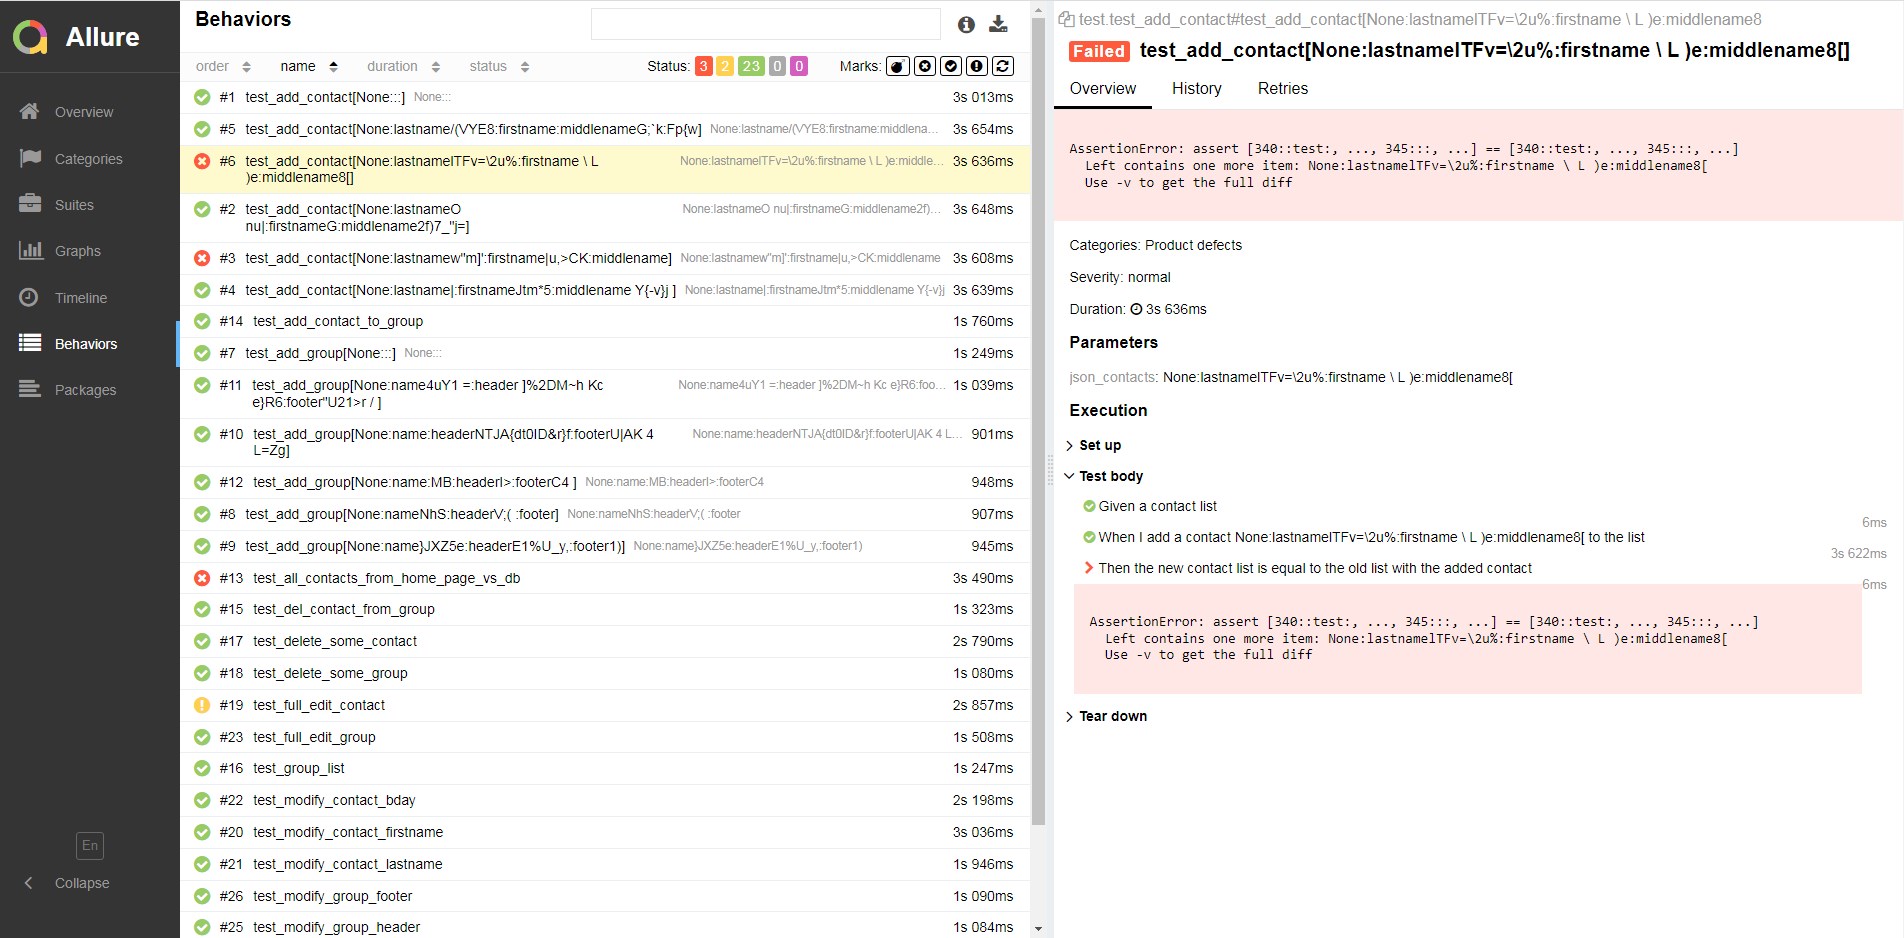 Allure
Overview
Categories
Suites
Graphs
Timeline
Behaviors
Packages
En
Collapse
Behaviors
order name duration status Status: 3 2 23 0 0 Marks:
#1 test_add_contact[None:::] None::: 3s 013ms
#5 test_add_contact[None:lastname/(VYE8:firstname:middlenameG;`k:Fp{w] None:lastname/(VYE8:firstname:middlena... 3s 654ms
#6 test_add_contact[None:lastnamelTFv=\2u%:firstname \ L None:lastnamelTFv=\2u%:firstname \ L )e:middle... 3s 636ms
)e:middlename8[]
#2 test_add_contact[None:lastnameO None:lastnameO nu|:firstnameG:middlename2f)... 3s 648ms
nu|:firstnameG:middlename2f)7_"j=]
#3 test_add_contact[None:lastnamew"m]':firstname|u,>CK:middlename] None:lastnamew"m]':firstname|u,>CK:middlename 3s 608ms
#4 test_add_contact[None:lastname|:firstnameJtm*5:middlename Y{-v}j ] None:lastname|:firstnameJtm*5:middlename Y{-v}j 3s 639ms
#14 test_add_contact_to_group 1s 760ms
#7 test_add_group[None:::] None::: 1s 249ms
#11 test_add_group[None:name4uY1 =:header ]%2DM~h Kc None:name4uY1 =:header ]%2DM~h Kc e}R6:foo... 1s 039ms
e}R6:footer"U21>r / ]
#10 test_add_group[None:name:headerNTJA{dt0ID&r}f:footerU|AK 4 None:name:headerNTJA{dt0ID&r}f:footerU|AK 4 L... 901ms
L=Zg]
#12 test_add_group[None:name:MB:headerI>:footerC4 ] None:name:MB:headerI>:footerC4 948ms
#8 test_add_group[None:nameNhS:headerV;( :footer] None:nameNhS:headerV;( :footer 907ms
#9 test_add_group[None:name}JXZ5e:headerE1%U_y,:footer1)] None:name}JXZ5e:headerE1%U_y,:footer1) 945ms
#13 test_all_contacts_from_home_page_vs_db 3s 490ms
#15 test_del_contact_from_group 1s 323ms
#17 test_delete_some_contact 2s 790ms
#18 test_delete_some_group 1s 080ms
#19 test_full_edit_contact 2s 857ms
#23 test_full_edit_group 1s 508ms
#16 test_group_list 1s 247ms
#22 test_modify_contact_bday 2s 198ms
#20 test_modify_contact_firstname 3s 036ms
#21 test_modify_contact_lastname 1s 946ms
#26 test_modify_group_footer 1s 090ms
#25 test_modify_group_header 1s 084ms
test.test_add_contact#test_add_contact[None:lastnamelTFv=\2u%:firstname \ L )e:middlename8
Failed test_add_contact[None:lastnamelTFv=\2u%:firstname \ L )e:middlename8[]
Overview History Retries
AssertionError: assert [340::test:, ..., 345:::, ...] == [340::test:, ...]
Left contains one more item: None:lastnamelTFv=\2u%:firstname \ L )e:middlename8[
Use -v to get the full diff
Categories: Product defects
Severity: normal
Duration: 3s 636ms
Parameters
json_contacts: None:lastnamelTFv=\2u%:firstname \ L )e:middlename8[
Execution
Set up
Test body
Given a contact list
6ms
When I add a contact None:lastnamelTFv=\2u%:firstname \ L )e:middlename8[ to the list
3s 622ms
Then the new contact list is equal to the old list with the added contact
6ms
AssertionError: assert [340::test:, ..., 345:::, ...] == [340::test:, ...]
Left contains one more item: None:lastnamelTFv=\2u%:firstname \ L )e:middlename8[
Use -v to get the full diff
Tear down